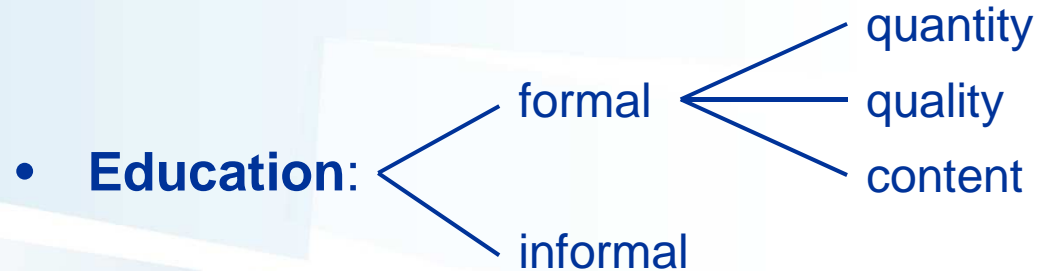 quantity
formal
quality
• Education:
content
informal